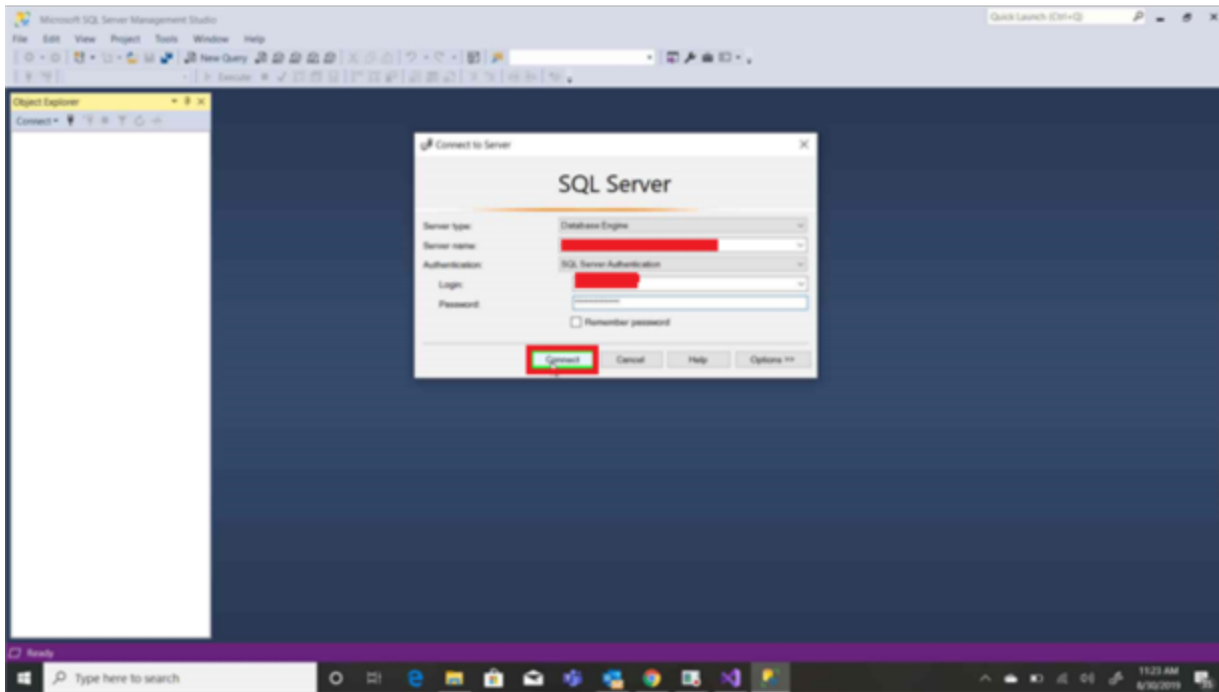 Microsoft SQL Server Management Studio
Quick Launch (Ctrl+Q)
File Edit View Project Tools Window Help
New Query
Execute
Object Explorer
Connect
Connect to Server
SQL Server
Server type: Database Engine
Server name:
Authentication: SQL Server Authentication
Login:
Password: 
Remember password
Connect Cancel Help Options >>
Ready
Type here to search
11:23 AM
8/30/2019